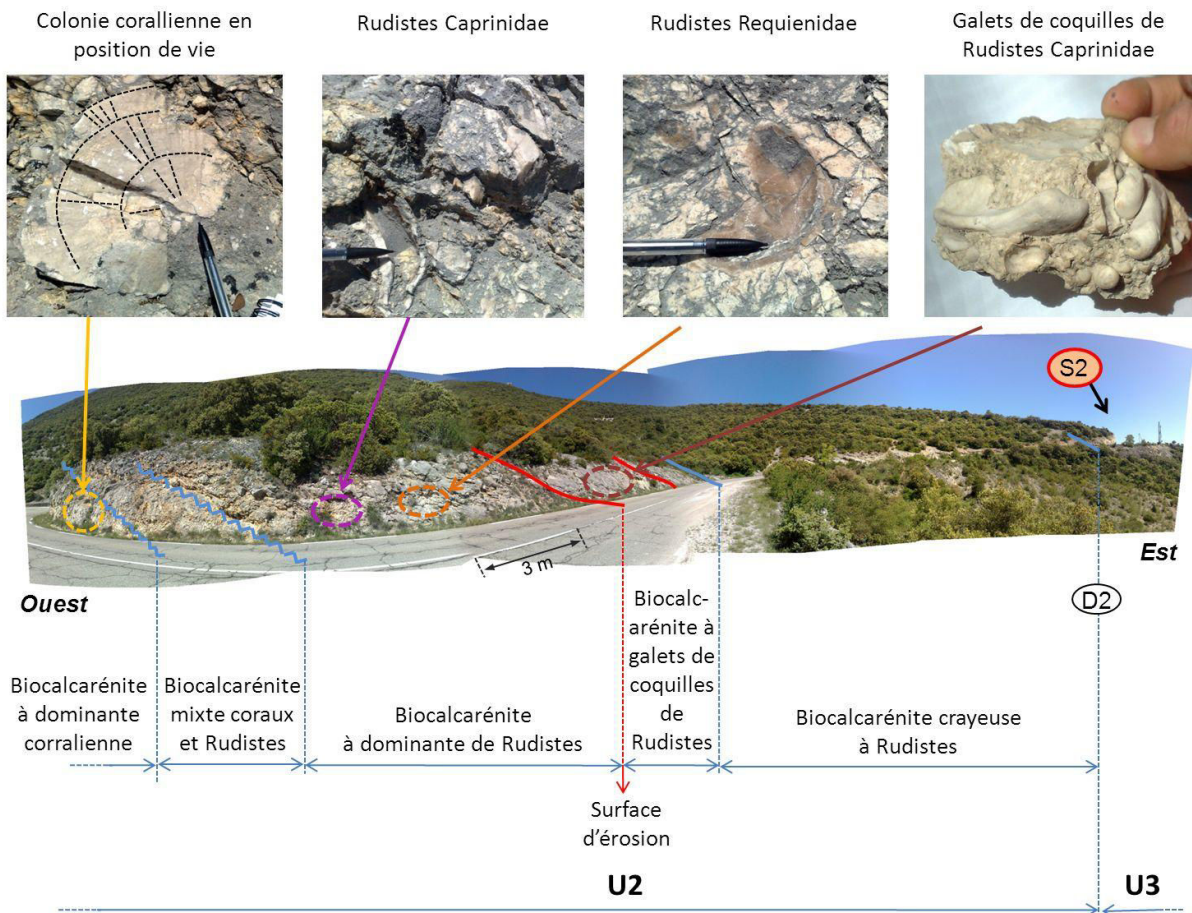 Colonie corallienne en
position de vie
Rudistes Caprinidae
Rudistes Requienidae
Galets de coquilles de
Rudistes Caprinidae
S2
3 m
Ouest
Est
D2
Biocalcarénite
à dominante
corralienne
Biocalcarénite
mixte coraux
et Rudistes
Biocalcarénite
à dominante de Rudistes
Biocalc-
arénite à
galets de
coquilles
de
Rudistes
Biocalcarénite crayeuse
à Rudistes
Surface
d'érosion
U2
U3